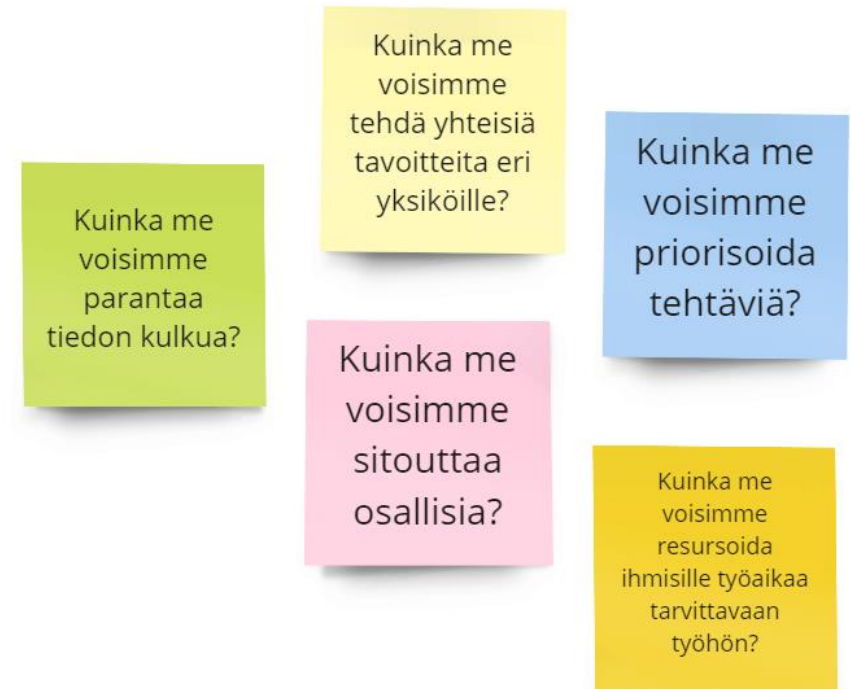 Kuinka me
voisimme
parantaa
tiedon kulkua?
Kuinka me
voisimme
tehdä yhteisiä
tavoitteita eri
yksiköille?
Kuinka me
voisimme
sitouttaa
osallisia?
Kuinka me
voisimme
priorisoida
tehtäviä?
Kuinka me
voisimme
resursoida
ihmisille työaikaa
tarvittavaan
työhön?